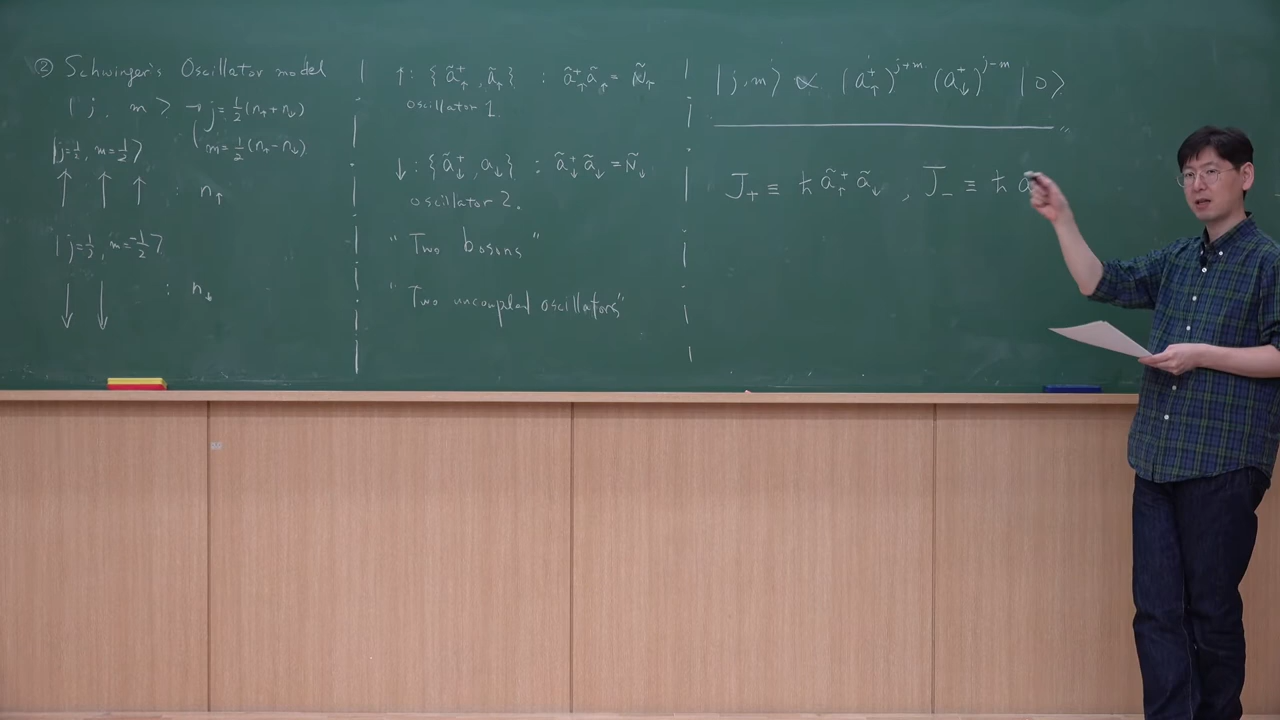 ② Schwinger's Oscillator model
| j, m > → j = 1/2 (n↑ + n↓)
m = 1/2 (n↑ - n↓)
| j = 1/2, m = 1/2 >
↑ ↑ ↑ : n↑
| j = 1/2, m = -1/2 >
↓ ↓ : n↓
↑ : { ã↑⁺, ã↑ } : ã↑⁺ ã↑ = Ñ↑
oscillator 1.
↓ : { ã↓⁺, a↓ } : ã↓⁺ ã↓ = Ñ↓
oscillator 2.
" Two bosons "
" Two uncoupled oscillators "
| j, m > ∝ (a↑⁺)^j+m (a↓⁺)^j-m | 0 >
J₊ ≡ ħ ã↑⁺ ã↓ , J₋ ≡ ħ a